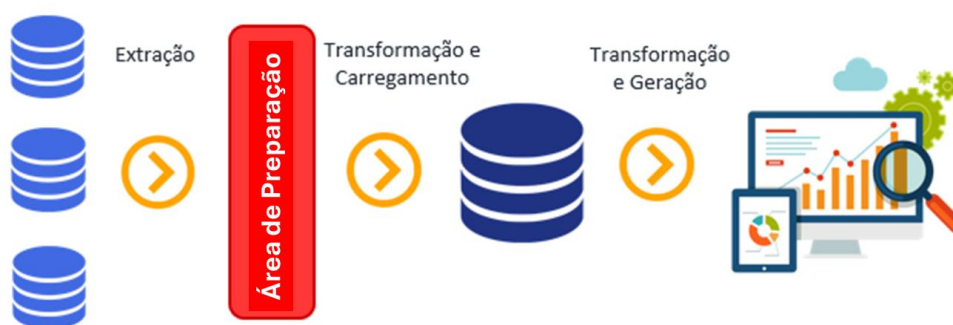 Extração
Área de Preparação
Transformação e
Carregamento
Transformação
e Geração